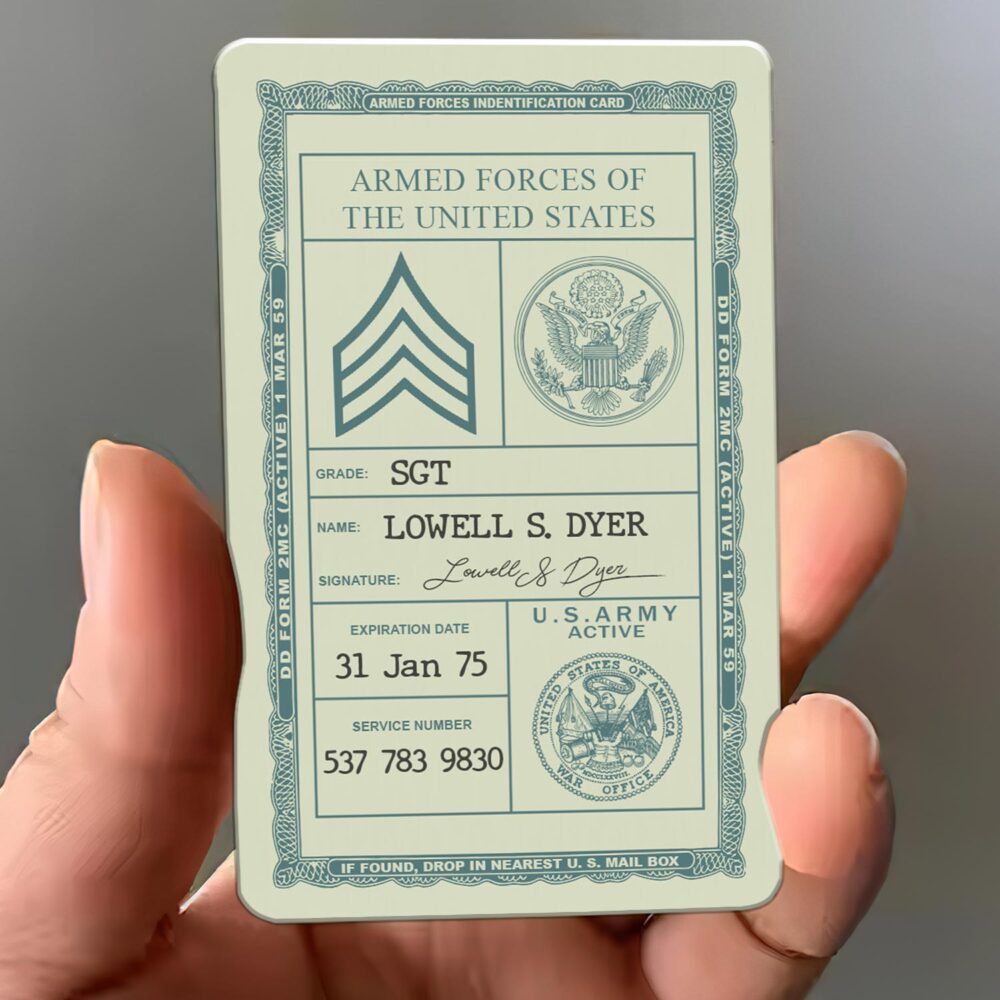 ARMED FORCES INDENTIFICATION CARD
ARMED FORCES OF
THE UNITED STATES
GRADE: SGT
NAME: LOWELL S. DYER
SIGNATURE: Lowell S Dyer
EXPIRATION DATE
31 Jan 75
SERVICE NUMBER
537 783 9830
U.S.ARMY
ACTIVE
UNITED STATES OF AMERICA
MDCCLXXVIII.
WAR OFFICE
DD FORM 2MC (ACTIVE) 1 MAR 59
DD FORM 2MC (ACTIVE) 1 MAR 59
IF FOUND, DROP IN NEAREST U. S. MAIL BOX